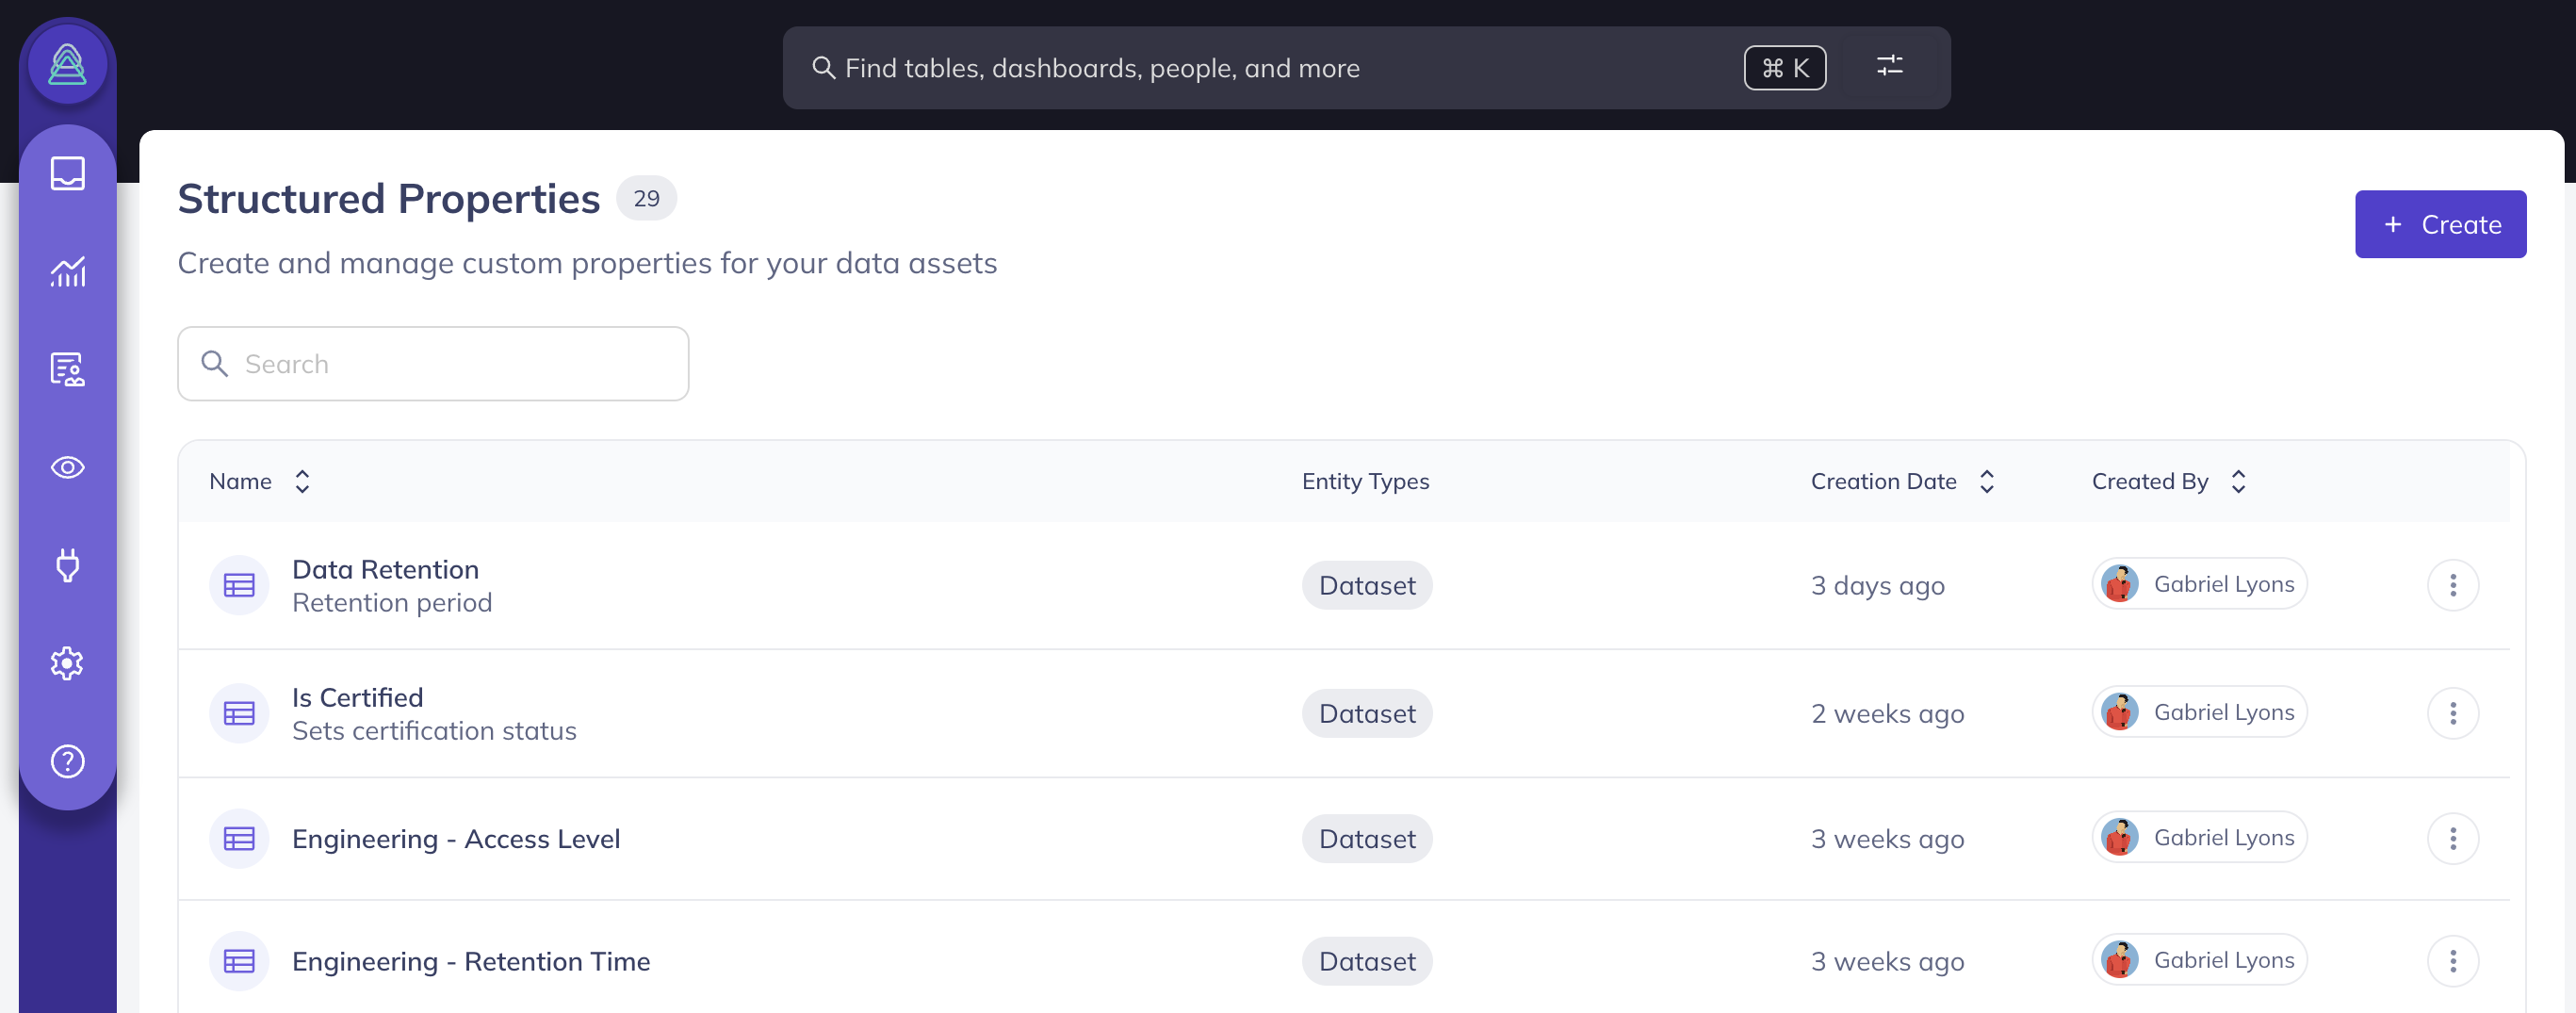 Find tables, dashboards, people, and more ⌘ K
Structured Properties 29
Create and manage custom properties for your data assets
+ Create
Search
Name Entity Types Creation Date Created By
Data Retention
Retention period
Dataset 3 days ago Gabriel Lyons
Is Certified
Sets certification status
Dataset 2 weeks ago Gabriel Lyons
Engineering - Access Level Dataset 3 weeks ago Gabriel Lyons
Engineering - Retention Time Dataset 3 weeks ago Gabriel Lyons